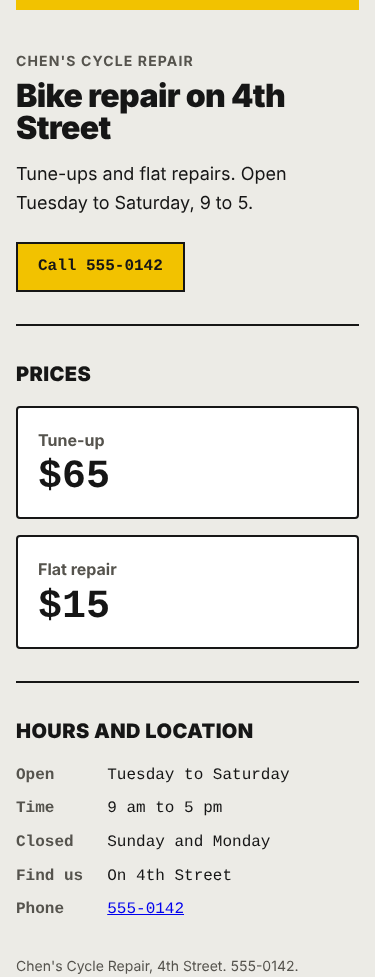 CHEN'S CYCLE REPAIR
Bike repair on 4th
Street
Tune-ups and flat repairs. Open
Tuesday to Saturday, 9 to 5.
Call 555-0142
PRICES
Tune-up
$65
Flat repair
$15
HOURS AND LOCATION
Open Tuesday to Saturday
Time 9 am to 5 pm
Closed Sunday and Monday
Find us On 4th Street
Phone 555-0142
Chen's Cycle Repair, 4th Street. 555-0142.